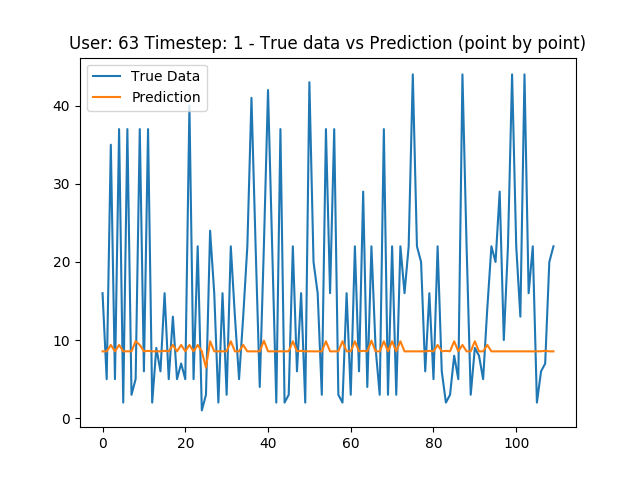 User: 63 Timestep: 1 - True data vs Prediction (point by point)
True Data
Prediction
40
30
20
10
0
0 20 40 60 80 100